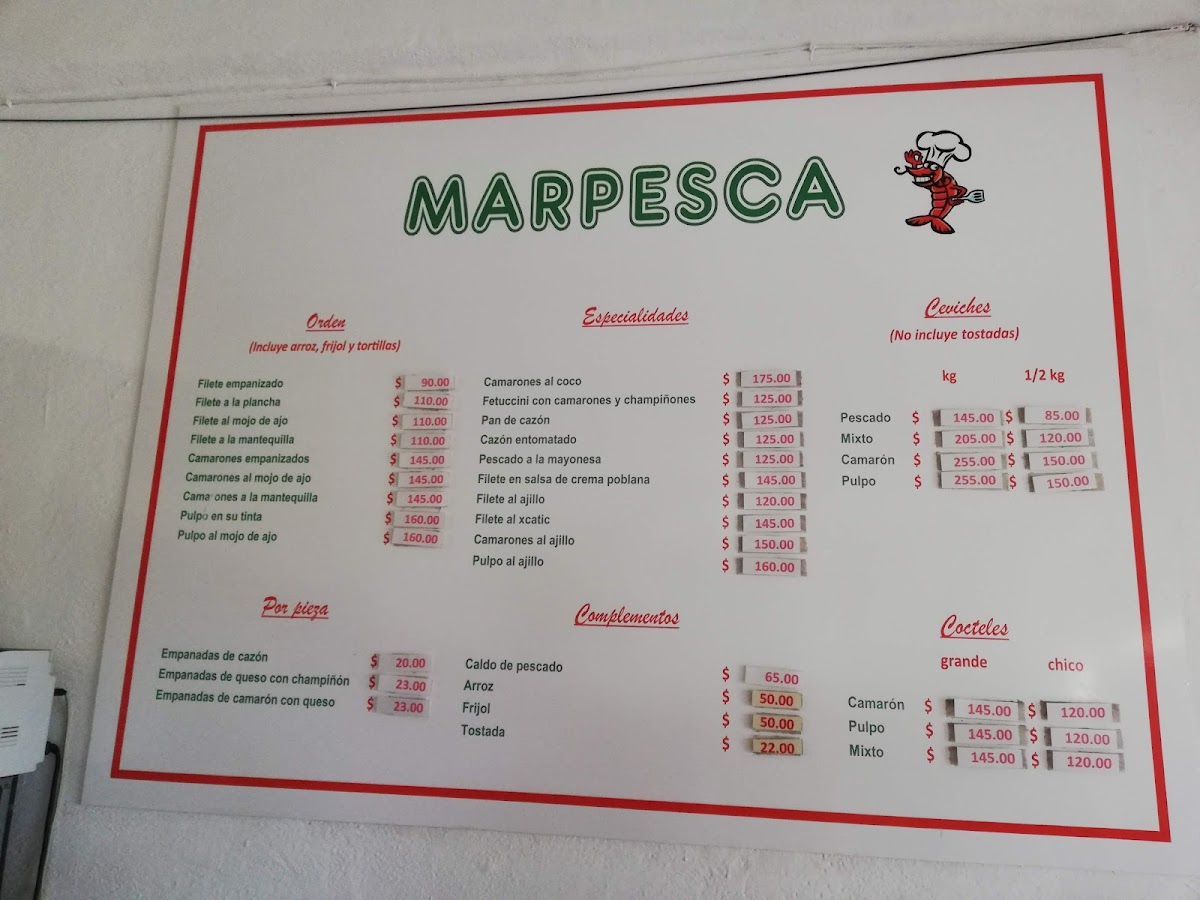 MARPESCA
Orden
(Incluye arroz, frijol y tortillas)
Filete empanizado $ 90.00
Filete a la plancha $ 110.00
Filete al mojo de ajo $ 110.00
Filete a la mantequilla $ 110.00
Camarones empanizados $ 145.00
Camarones al mojo de ajo $ 145.00
Camarones a la mantequilla $ 145.00
Pulpo en su tinta $ 160.00
Pulpo al mojo de ajo $ 160.00
Especialidades
Camarones al coco $ 175.00
Fetuccini con camarones y champiñones $ 125.00
Pan de cazón $ 125.00
Cazón entomatado $ 125.00
Pescado a la mayonesa $ 125.00
Filete en salsa de crema poblana $ 145.00
Filete al ajillo $ 120.00
Filete al xcatic $ 145.00
Camarones al ajillo $ 150.00
Pulpo al ajillo $ 160.00
Ceviches
(No incluye tostadas)
kg 1/2 kg
Pescado $ 145.00 $ 85.00
Mixto $ 205.00 $ 120.00
Camarón $ 255.00 $ 150.00
Pulpo $ 255.00 $ 150.00
Por pieza
Empanadas de cazón $ 20.00
Empanadas de queso con champiñón $ 23.00
Empanadas de camarón con queso $ 23.00
Complementos
Caldo de pescado $ 65.00
Arroz $ 50.00
Frijol $ 50.00
Tostada $ 22.00
Cocteles
grande chico
Camarón $ 145.00 $ 120.00
Pulpo $ 145.00 $ 120.00
Mixto $ 145.00 $ 120.00